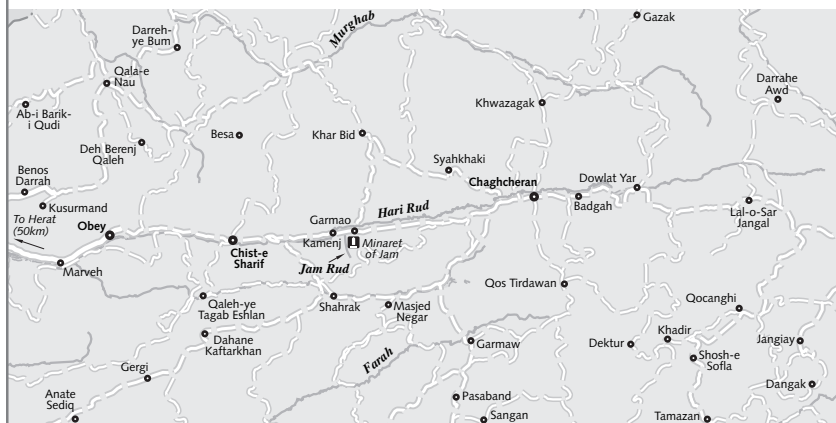 Gazak
Darreh-
ye Bum
Murghab
Qala-e
Nau
Darrahe
Awd
Ab-i Barik-
i Qudi
Khwazagak
Besa
Khar Bid
Deh Berenj
Qaleh
Syahkhaki
Benos
Darrah
Chaghcheran
Dowlat Yar
Kusurmand
Badgah
Lal-o-Sar
Jangal
To Herat
(50km)
Obey
Garmao
Hari Rud
Kamenj
Minaret
of Jam
Chist-e
Sharif
Jam Rud
Marveh
Qos Tirdawan
Qaleh-ye
Tagab Eshlan
Shahrak
Masjed
Negar
Qocanghi
Dahane
Kaftarkhan
Garmaw
Dektur
Khadir
Jangiay
Shosh-e
Sofla
Farah
Gergi
Dangak
Anate
Sediq
Pasaband
Sangan
Tamazan